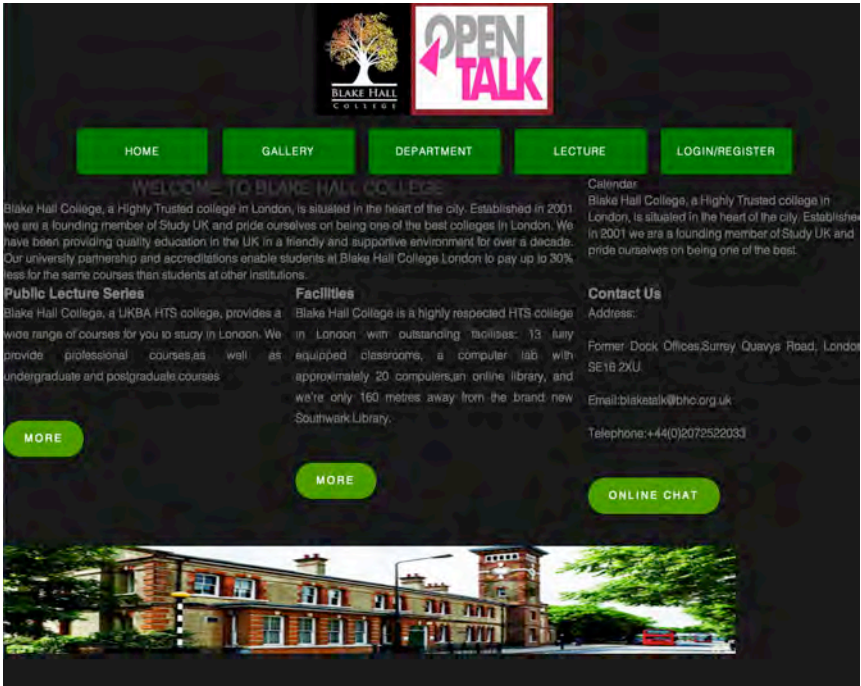 BLAKE HALL
COLLEGE
OPEN
TALK
HOME
GALLERY
DEPARTMENT
LECTURE
LOGIN/REGISTER
WELCOME TO BLAKE HALL COLLEGE
Blake Hall College, a Highly Trusted college in London, is situated in the heart of the city. Established in 2001
we are a founding member of Study UK and pride ourselves on being one of the best colleges in London. We
have been providing quality education in the UK in a friendly and supportive environment for over a decade.
Our university partnership and accreditations enable students at Blake Hall College London to pay up to 30%
less for the same courses than students at other institutions.
Calendar
Blake Hall College, a Highly Trusted college in
London, is situated in the heart of the city. Established
in 2001 we are a founding member of Study UK and
pride ourselves on being one of the best.
Public Lecture Series
Blake Hall College, a UKBA HTS college, provides a
wide range of courses for you to study in London. We
provide professional courses,as well as
undergraduate and postgraduate courses
MORE
Facilities
Blake Hall College is a highly respected HTS college
in London with outstanding facilises: 13 fully
equipped classrooms, a computer lab with
approximately 20 computers,an online library, and
we're only 160 metres away from the brand new
Southwark Library.
MORE
Contact Us
Address:
Former Dock Offices,Surrey Quavys Road, London
SE16 2XU
Email:blaketalk@bhc.org.uk
Telephone:+44(0)2072522033
ONLINE CHAT